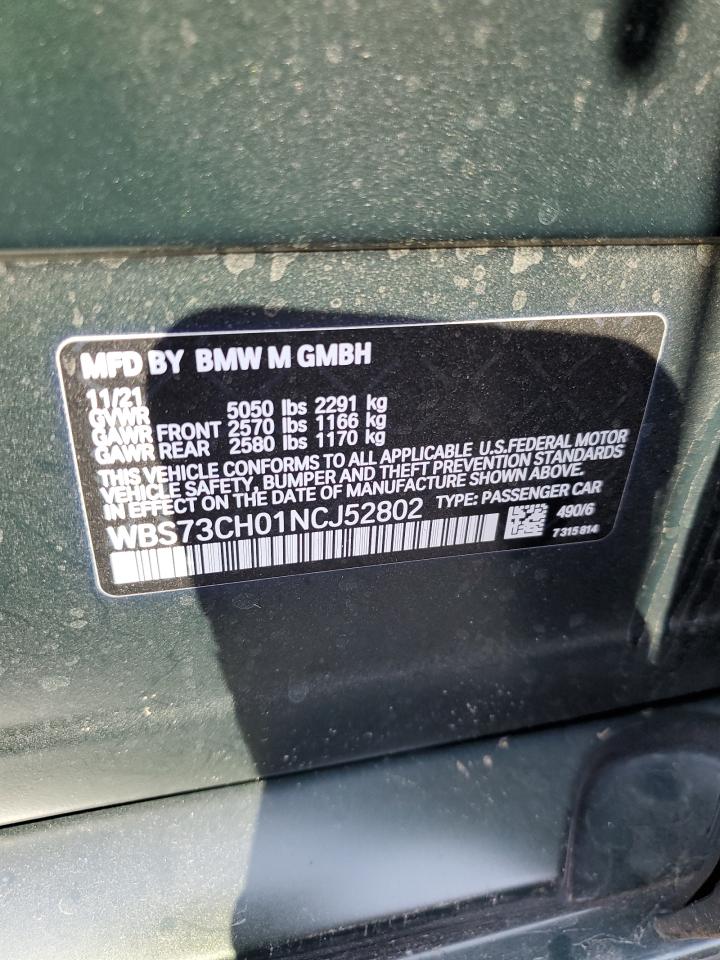 MFD BY BMW M GMBH
11/21
GVWR 5050 lbs 2291 kg
GAWR FRONT 2570 lbs 1166 kg
GAWR REAR 2580 lbs 1170 kg
THIS VEHICLE CONFORMS TO ALL APPLICABLE U.S.FEDERAL MOTOR
VEHICLE SAFETY, BUMPER AND THEFT PREVENTION STANDARDS
IN EFFECT ON THE DATE OF MANUFACTURE SHOWN ABOVE.
WBS73CH01NCJ52802 TYPE: PASSENGER CAR
490/6
7315814